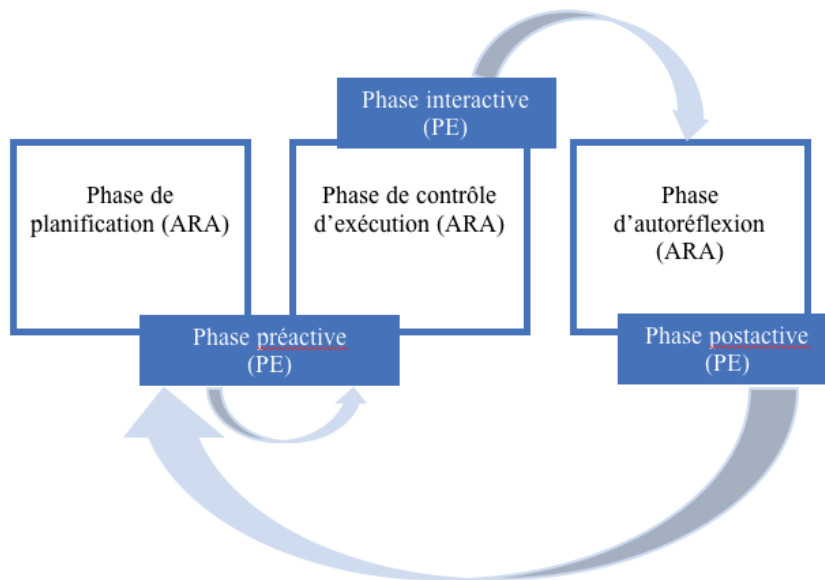 Phase interactive
(PE)
Phase de
planification (ARA)
Phase de contrôle
d'exécution (ARA)
Phase
d'autoréflexion
(ARA)
Phase préactive
(PE)
Phase postactive
(PE)